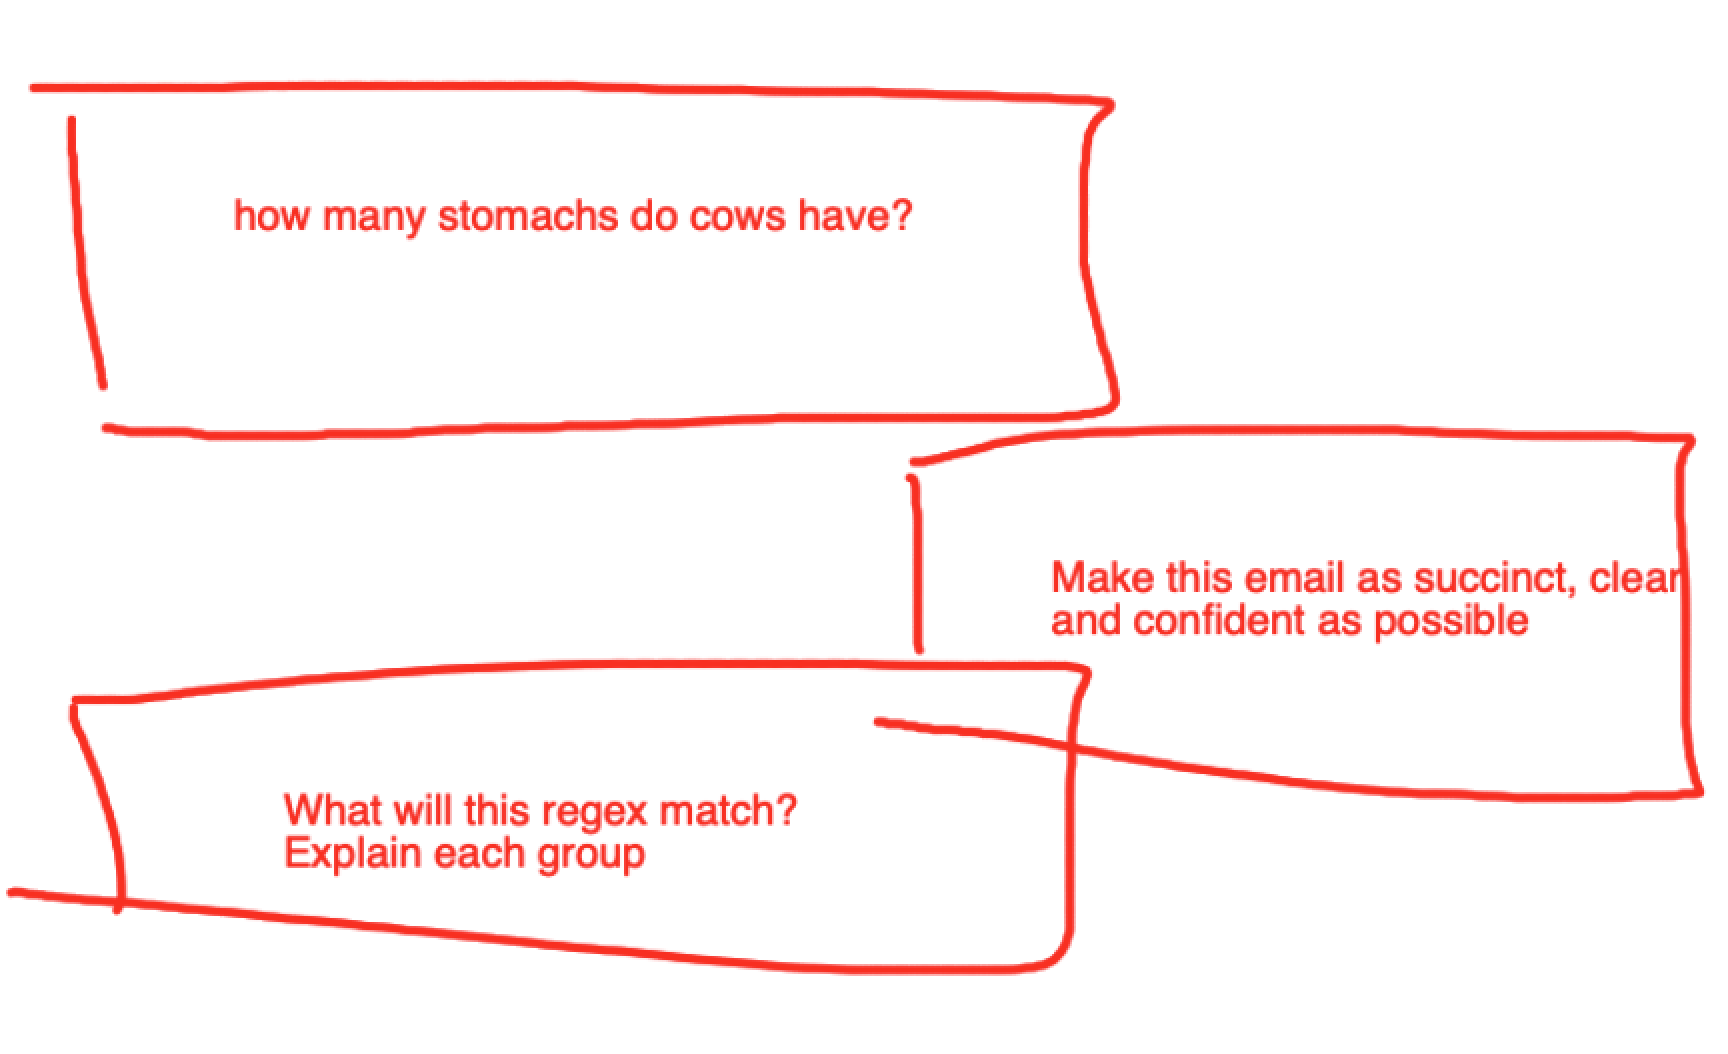 how many stomachs do cows have?
Make this email as succinct, clear
and confident as possible
What will this regex match?
Explain each group